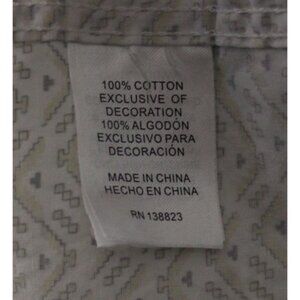 100% COTTON
EXCLUSIVE OF
DECORATION
100% ALGODÓN
EXCLUSIVO PARA
DECORACIÓN
MADE IN CHINA
HECHO EN CHINA
RN 138823